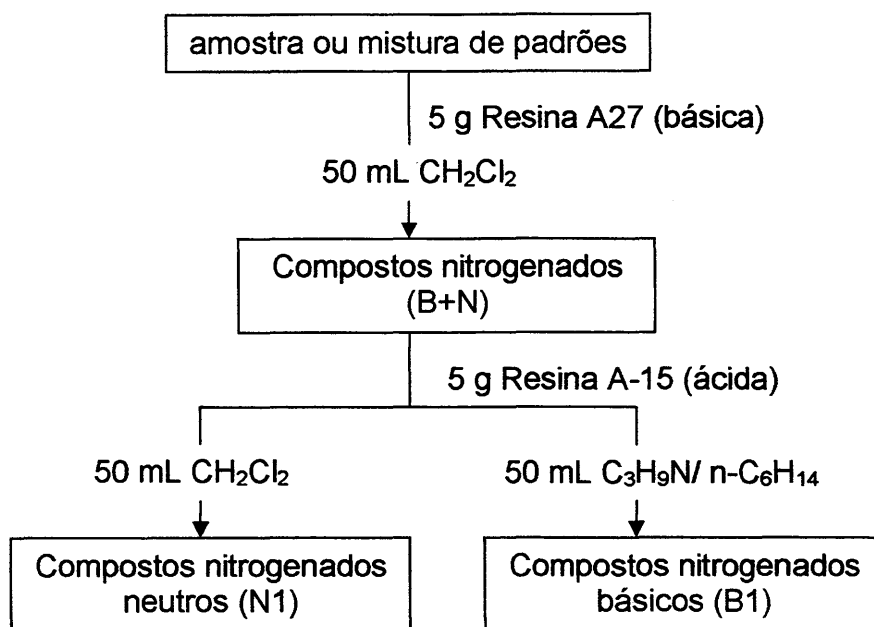 amostra ou mistura de padrões
5 g Resina A27 (básica)
50 mL CH₂Cl₂
Compostos nitrogenados
(B+N)
5 g Resina A-15 (ácida)
50 mL CH₂Cl₂
50 mL C₃H₉N/ n-C₆H₁₄
Compostos nitrogenados
neutros (N1)
Compostos nitrogenados
básicos (B1)